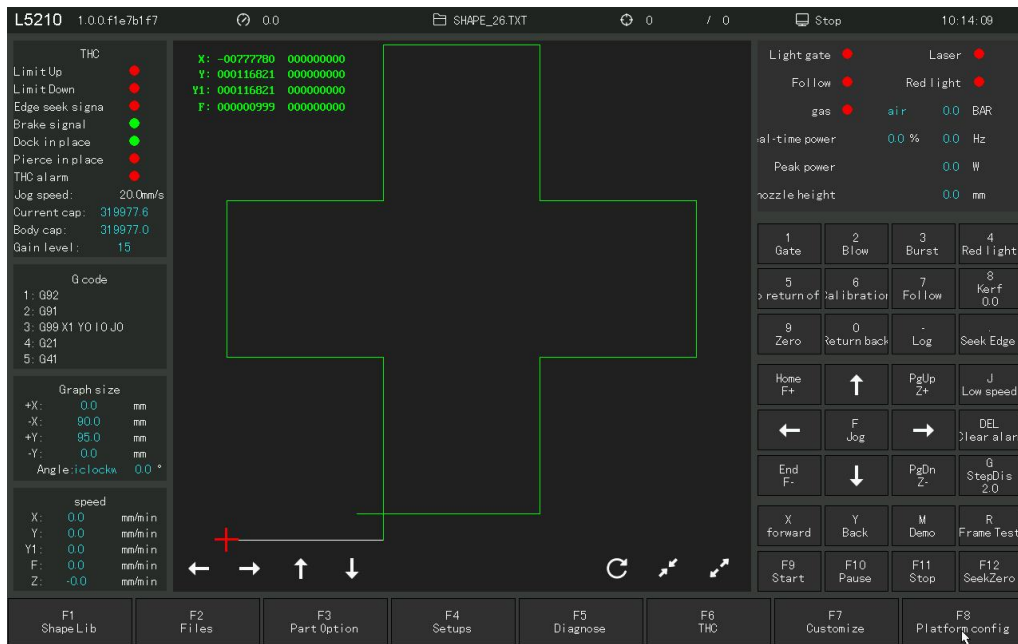 L5210 1.0.0.f1e7b1f7 0.0 SHAPE_26.TXT 0 / 0 Stop 10:14:09
THC
Limit Up
Limit Down
Edge seek signa
Brake signal
Dock in place
Pierce in place
THC alarm
Jog speed: 20.0mm/s
Current cap: 319977.6
Body cap: 319977.0
Gain level: 15
G code
1: G92
2: G91
3: G99 X1 Y0 I0 J0
4: G21
5: G41
Graph size
+X: 0.0 mm
-X: 90.0 mm
+Y: 95.0 mm
-Y: 0.0 mm
Angle:iclockw 0.0 °
speed
X: 0.0 mm/min
Y: 0.0 mm/min
Y1: 0.0 mm/min
F: 0.0 mm/min
Z: -0.0 mm/min
X: -00777780 000000000
Y: 000116821 000000000
Y1: 000116821 000000000
F: 000000999 000000000
Light gate Laser
Follow Red light
gas air 0.0 BAR
al-time power 0.0 % 0.0 Hz
Peak power 0.0 W
nozzle height 0.0 mm
1 2 3 4
Gate Blow Burst Red light
5 6 7 8
o return of Calibration Follow Kerf
0.0
9 0 - .
Zero Return back Log Seek Edge
Home PgUp J
F+ Z+ Low speed
F DEL
Jog Clear alar
End PgDn G
F- Z- StepDis
2.0
X Y M R
forward Back Demo Frame Test
F9 F10 F11 F12
Start Pause Stop SeekZero
F1 F2 F3 F4 F5 F6 F7 F8
ShapeLib Files Part Option Setups Diagnose THC Customize Platform config